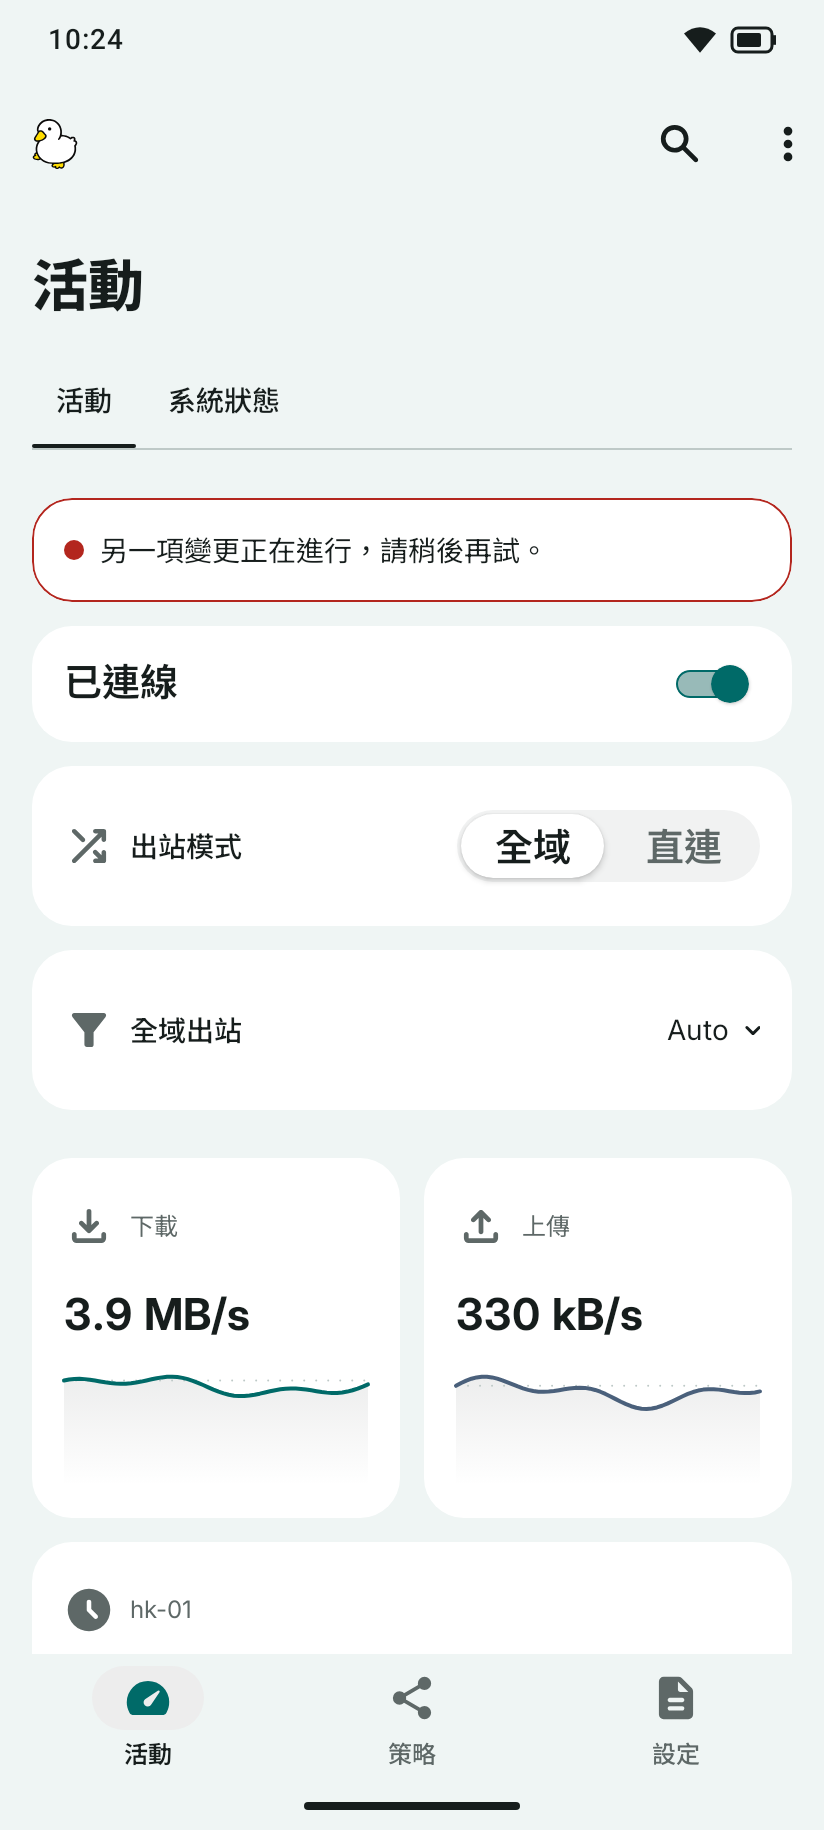 10:24
活動
活動 系統狀態
另一項變更正在進行，請稍後再試。
已連線
出站模式 全域 直連
全域出站 Auto
下載 上傳
3.9 MB/s 330 kB/s
hk-01
活動 策略 設定